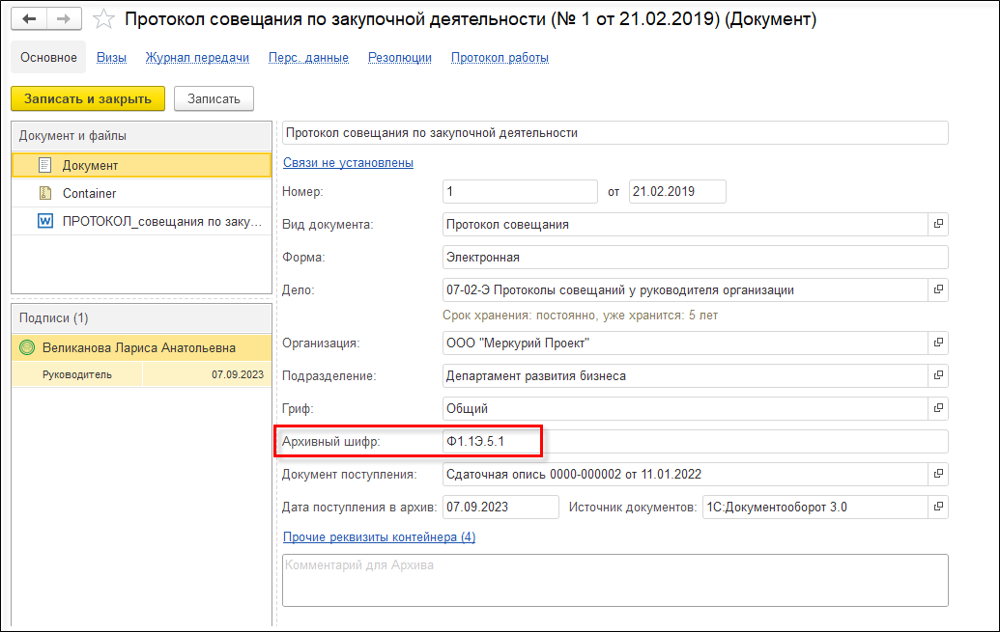 Протокол совещания по закупочной деятельности (№ 1 от 21.02.2019) (Документ)
Основное Визы Журнал передачи Перс. данные Резолюции Протокол работы
Записать и закрыть Записать
Документ и файлы
Документ
Container
ПРОТОКОЛ_совещания по заку...
Подписи (1)
Великанова Лариса Анатольевна
Руководитель 07.09.2023
Протокол совещания по закупочной деятельности
Связи не установлены
Номер: 1 от 21.02.2019
Вид документа: Протокол совещания
Форма: Электронная
Дело: 07-02-Э Протоколы совещаний у руководителя организации
Срок хранения: постоянно, уже хранится: 5 лет
Организация: ООО "Меркурий Проект"
Подразделение: Департамент развития бизнеса
Гриф: Общий
Архивный шифр: Ф1.1Э.5.1
Документ поступления: Сдаточная опись 0000-000002 от 11.01.2022
Дата поступления в архив: 07.09.2023 Источник документов: 1С:Документооборот 3.0
Прочие реквизиты контейнера (4)
Комментарий для Архива